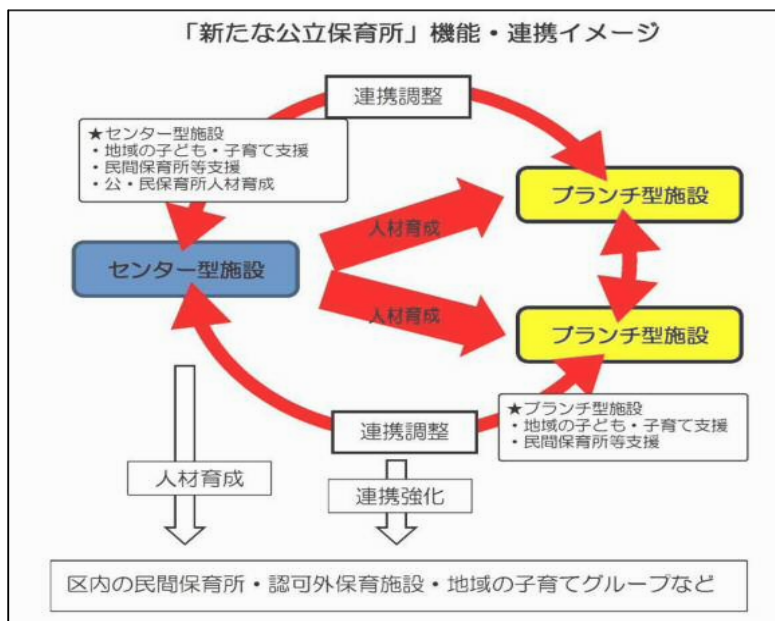 「新たな公立保育所」機能・連携イメージ
連携調整
★センター型施設
・地域の子ども・子育て支援
・民間保育所等支援
・公・民保育所人材育成
ブランチ型施設
人材育成
センター型施設
人材育成
ブランチ型施設
★ブランチ型施設
・地域の子ども・子育て支援
・民間保育所等支援
連携調整
人材育成
連携強化
区内の民間保育所・認可外保育施設・地域の子育てグループなど